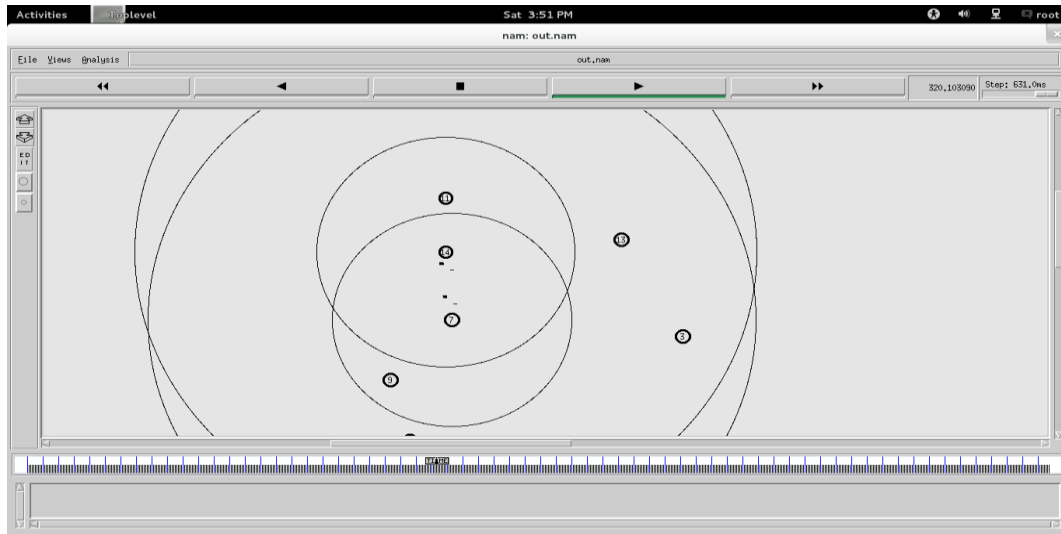 Activities Toplevel Sat 3:51 PM root
nam: out.nam
File Views Analysis out.nam
320.103090 Step: 631.0ms
E D
I T
11
13
14
7
3
9
TIME